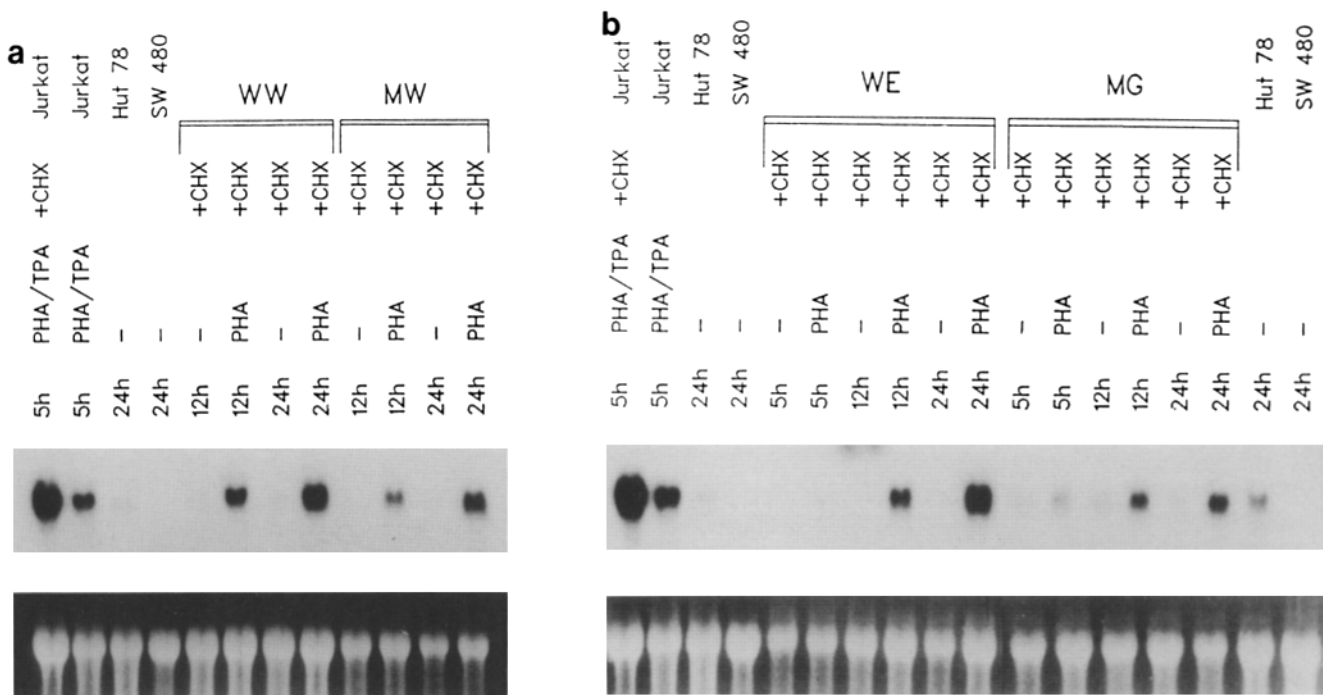 a
Jurkat Jurkat Hut 78 SW 480
WW MW
+CHX +CHX +CHX +CHX +CHX +CHX +CHX +CHX +CHX
PHA/TPA PHA/TPA – – – PHA – PHA – PHA – PHA
5h 5h 24h 24h 12h 12h 24h 24h 12h 12h 24h 24h
b
Jurkat Jurkat Hut 78 SW 480 Hut 78 SW 480
WE MG
+CHX +CHX +CHX +CHX +CHX +CHX +CHX +CHX +CHX +CHX +CHX +CHX +CHX
PHA/TPA PHA/TPA – – – PHA – PHA – PHA – PHA – PHA – PHA – –
5h 5h 24h 24h 5h 5h 12h 12h 24h 24h 5h 5h 12h 12h 24h 24h 24h 24h